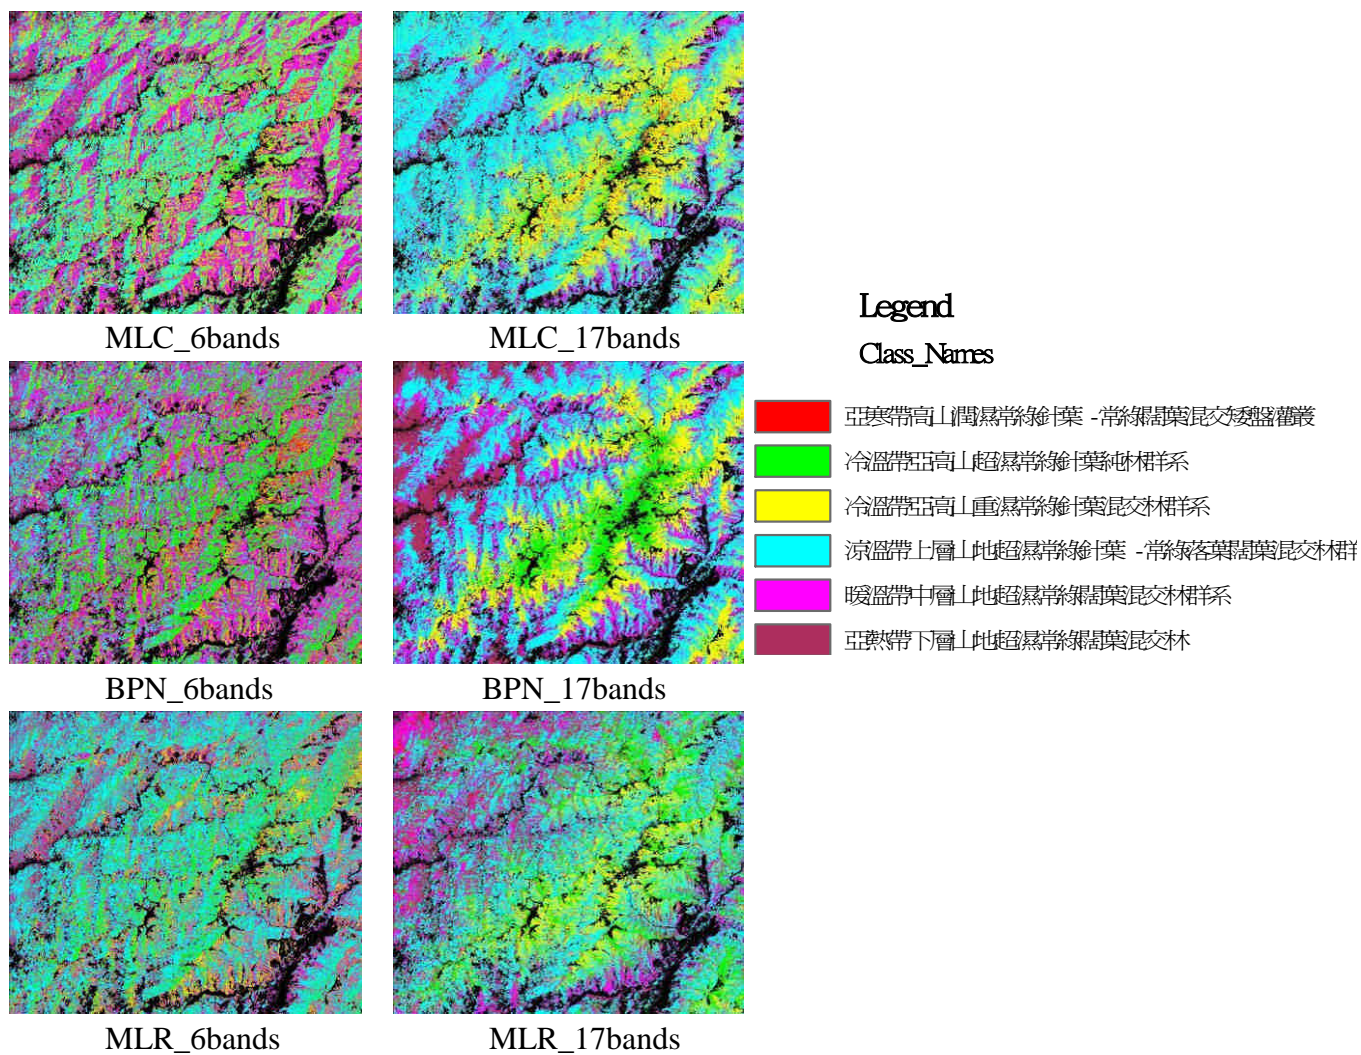 MLC_6bands
MLC_17bands
BPN_6bands
BPN_17bands
MLR_6bands
MLR_17bands
Legend
Class_Names
亞寒帶高山潤濕常綠針葉 -常綠闊葉混交矮盤灌叢
冷溫帶亞高山超濕常綠針葉純林群系
冷溫帶亞高山重濕常綠針葉混交林群系
涼溫帶上層山地超濕常綠針葉 -常綠落葉闊葉混交林群
暖溫帶中層山地超濕常綠闊葉混交林群系
亞熱帶下層山地超濕常綠闊葉混交林